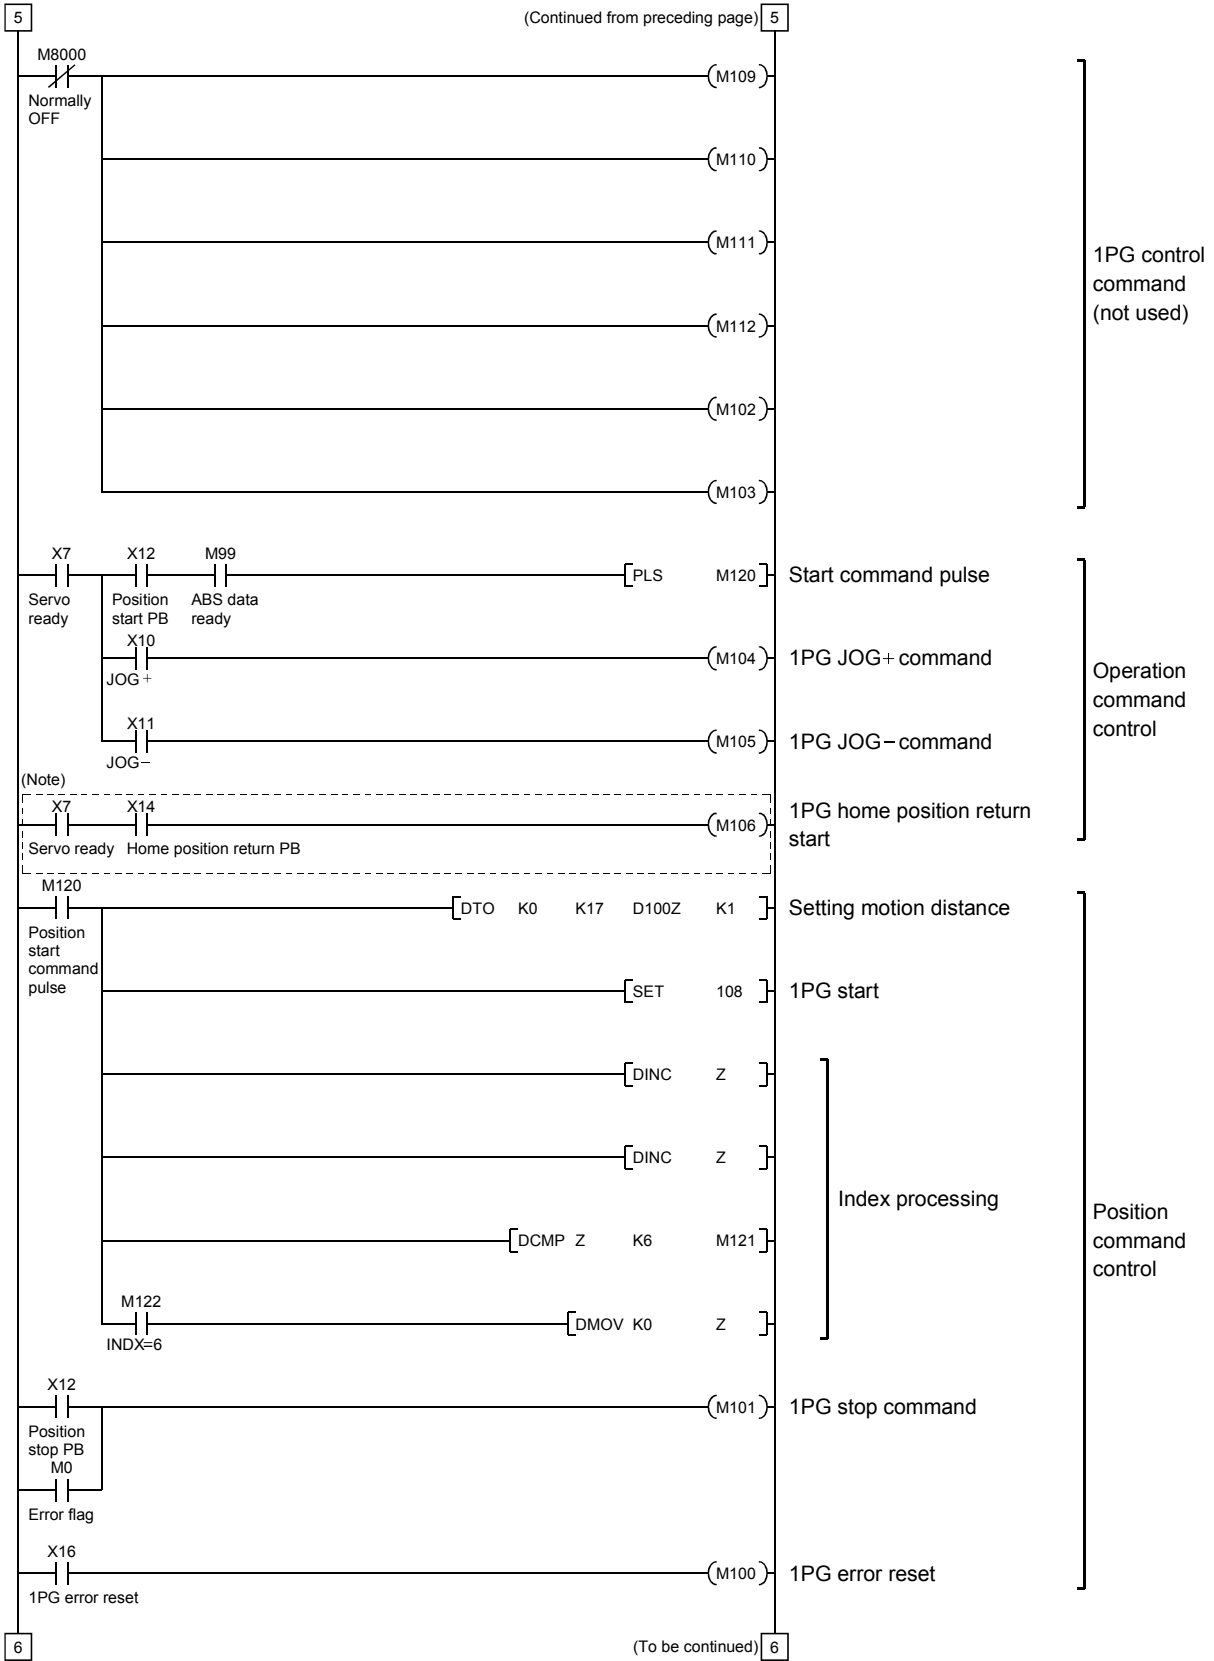 5 (Continued from preceding page) 5
M8000
(M109)
Normally
OFF
(M110)
(M111)
1PG control
command
(not used)
(M112)
(M102)
(M103)
X7 X12 M99
PLS M120 Start command pulse
Servo
ready
Position
start PB
ABS data
ready
X10
(M104) 1PG JOG+ command
JOG+
Operation
command
control
X11
(M105) 1PG JOG− command
JOG−
(Note)
X7 X14
(M106) 1PG home position return
start
Servo ready Home position return PB
M120
DTO K0 K17 D100Z K1 Setting motion distance
Position
start
command
pulse
SET 108 1PG start
DINC Z
DINC Z
Index processing
Position
command
control
DCMP Z K6 M121
M122
DMOV K0 Z
INDX=6
X12
(M101) 1PG stop command
Position
stop PB
M0
Error flag
X16
(M100) 1PG error reset
1PG error reset
6 (To be continued) 6